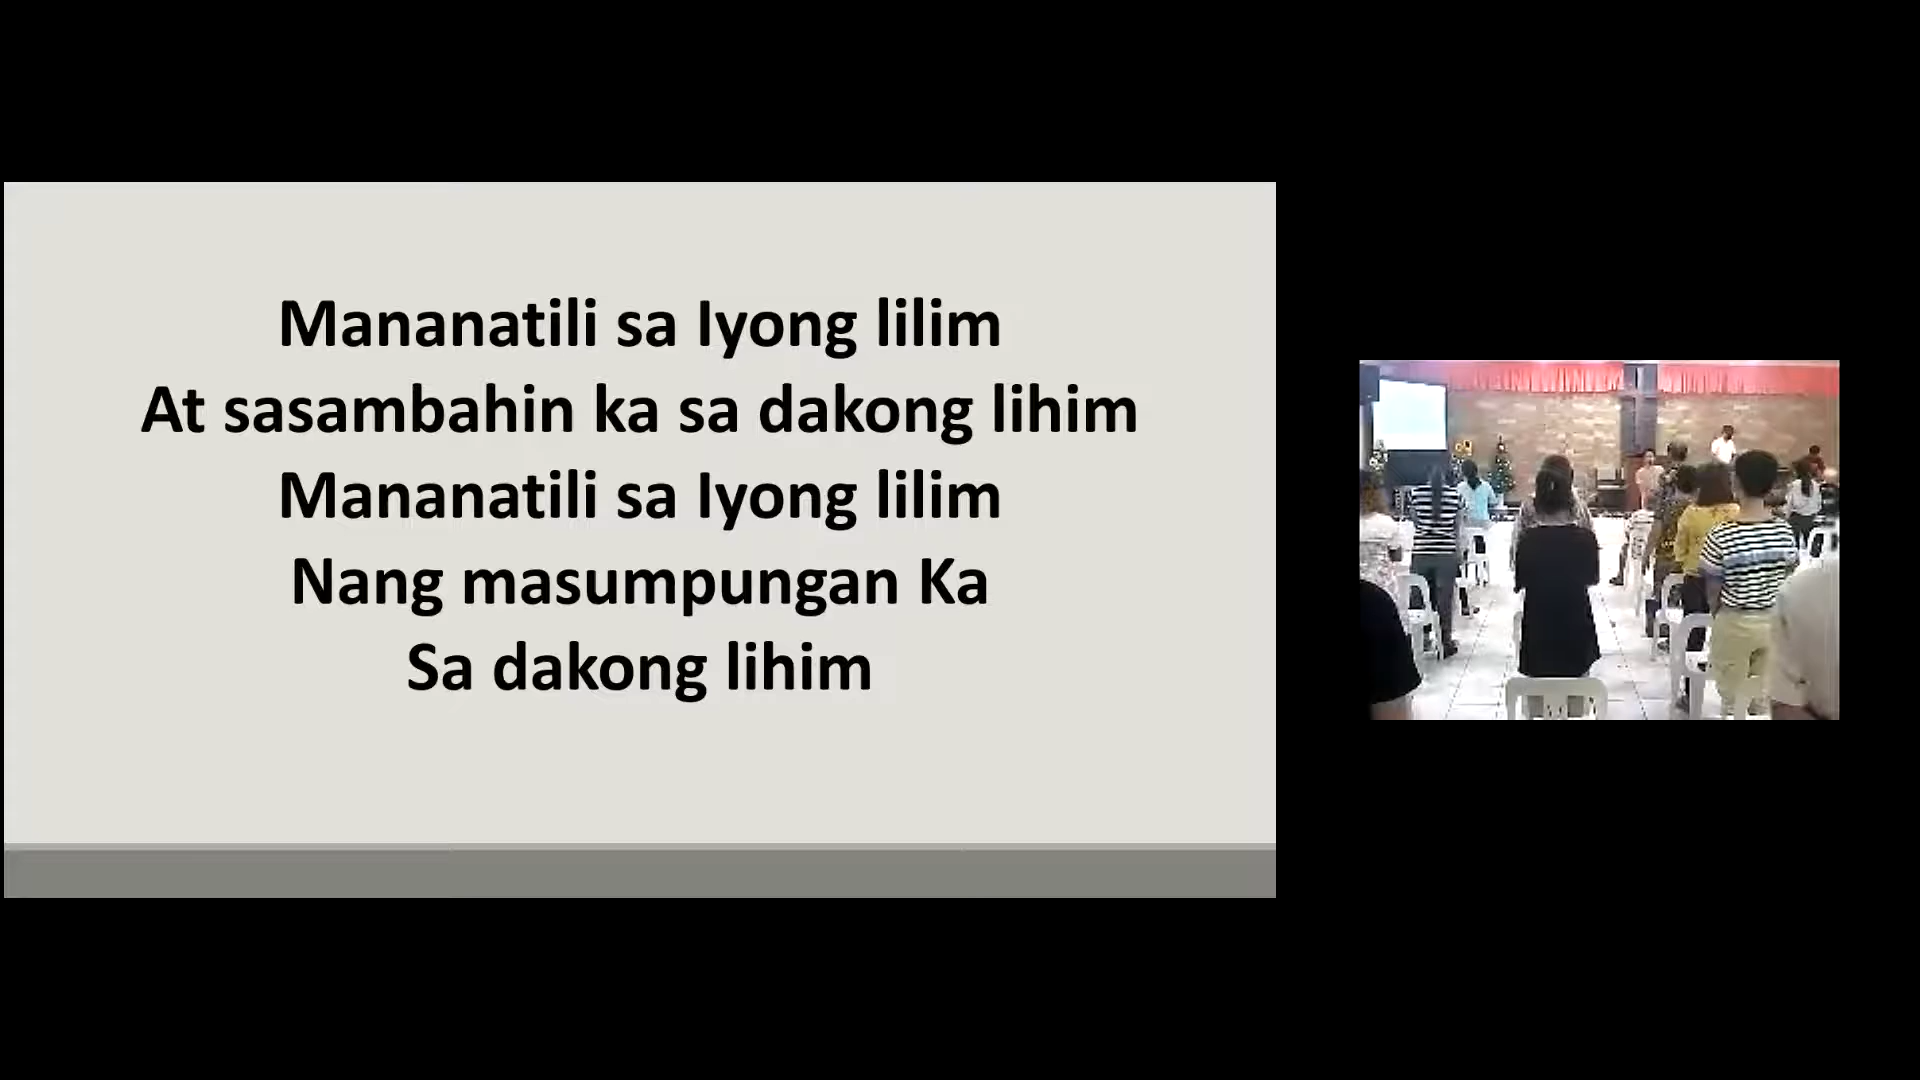 Mananatili sa Iyong lilim
At sasambahin ka sa dakong lihim
Mananatili sa Iyong lilim
Nang masumpungan Ka
Sa dakong lihim